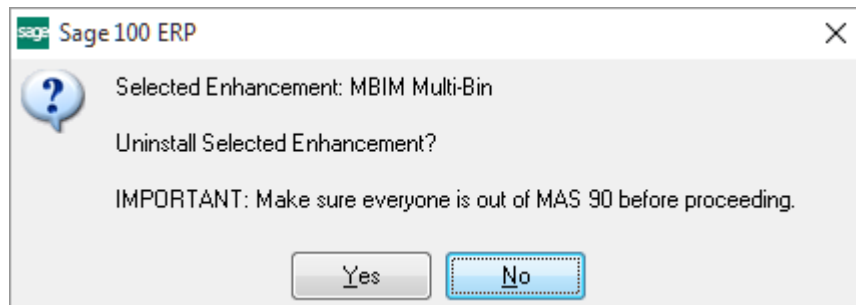 sage Sage 100 ERP
Selected Enhancement: MBIM Multi-Bin
Uninstall Selected Enhancement?
IMPORTANT: Make sure everyone is out of MAS 90 before proceeding.
Yes No